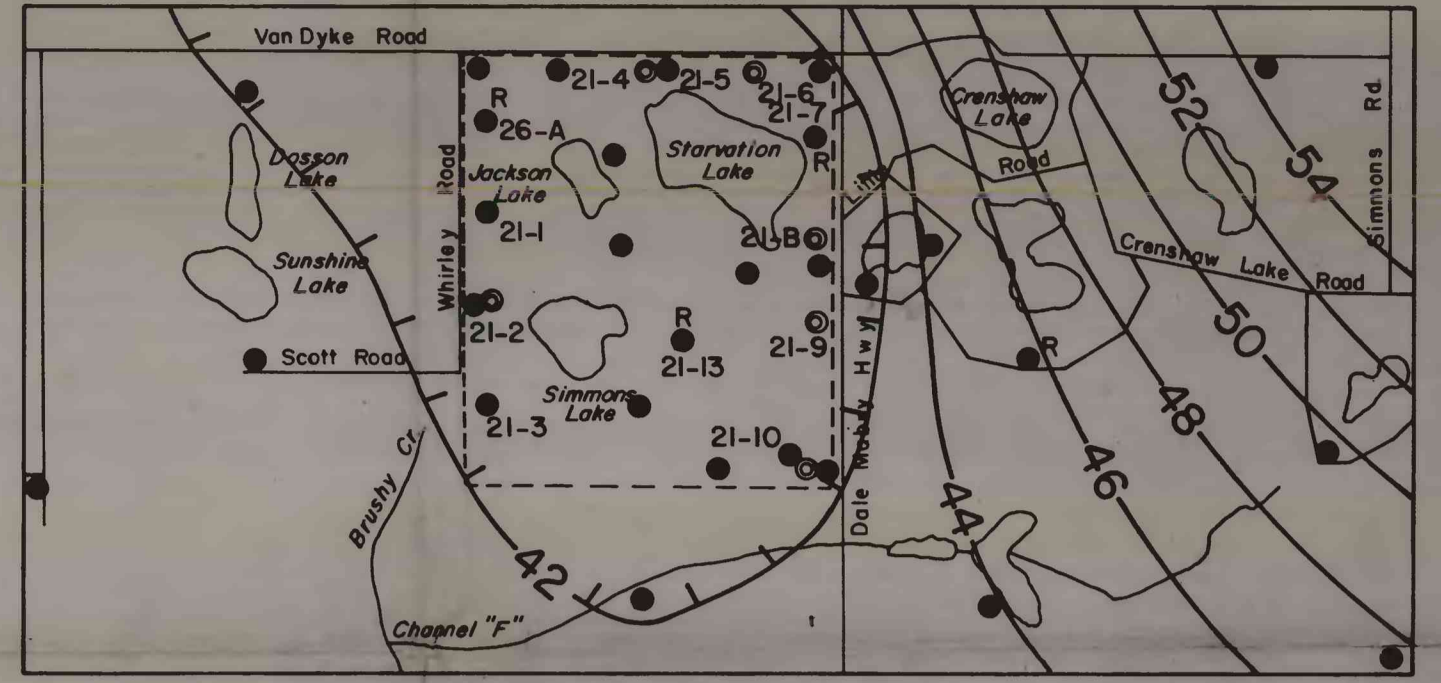 Van Dyke Road
21-4
21-5
21-6
21-7
R
26-A
R
Crenshaw
Lake
52
Simmons Rd.
Dosson
Lake
Jackson
Lake
Starvation
Lake
Road
54
Whirley Road
21-1
21-B
Crenshaw Lake Road
Sunshine
Lake
21-2
R
21-13
21-9
50
R
Scott Road
Simmons
Lake
21-3
48
21-10
Dale Mabry Hwy
46
44
Brushy Cr.
42
Channel "F"